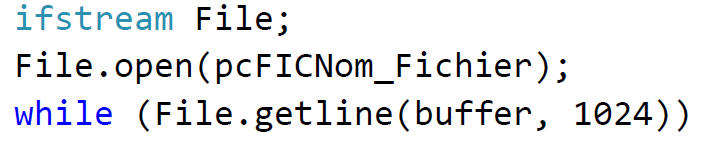 ifstream File;
File.open(pcFICNom_Fichier);
while (File.getline(buffer, 1024))